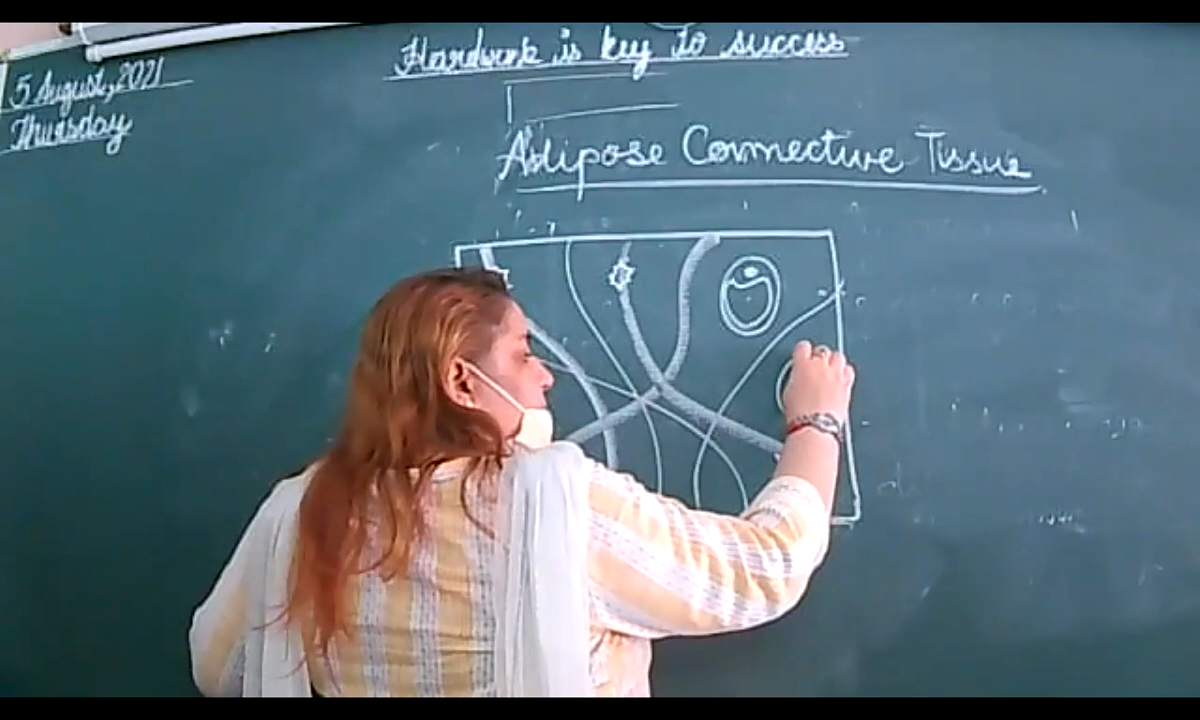 Hardwork is key to success
5 August, 2021
Thursday
Adipose Connective Tissue